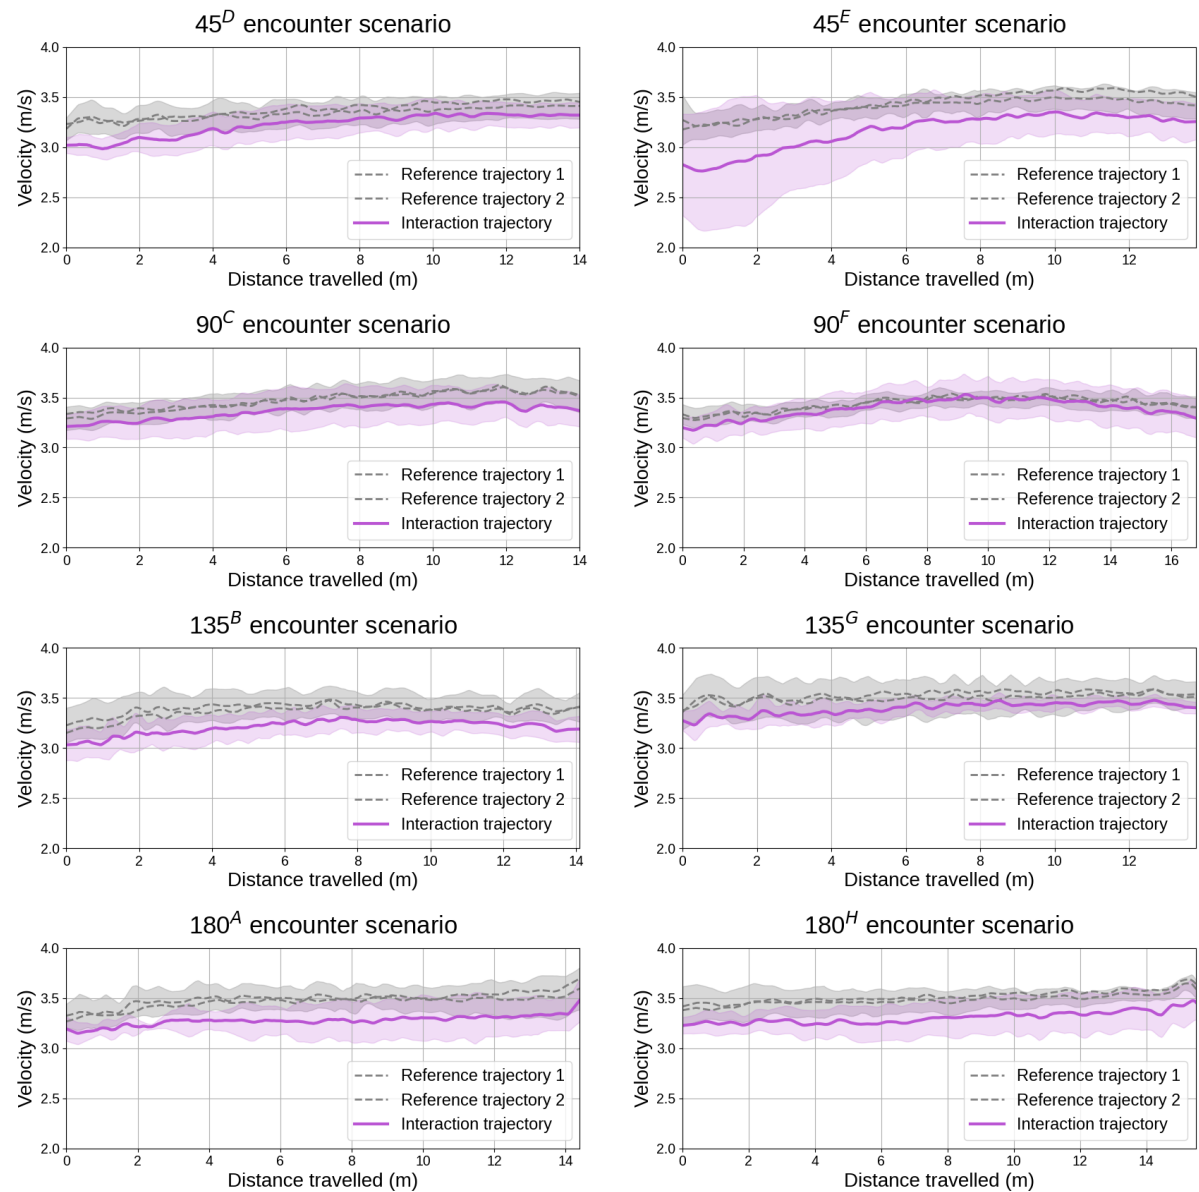 45^D encounter scenario
4.0
3.5
3.0
2.5
2.0
Velocity (m/s)
Reference trajectory 1
Reference trajectory 2
Interaction trajectory
0 2 4 6 8 10 12 14
Distance travelled (m)
45^E encounter scenario
4.0
3.5
3.0
2.5
2.0
Velocity (m/s)
Reference trajectory 1
Reference trajectory 2
Interaction trajectory
0 2 4 6 8 10 12
Distance travelled (m)
90^C encounter scenario
4.0
3.5
3.0
2.5
2.0
Velocity (m/s)
Reference trajectory 1
Reference trajectory 2
Interaction trajectory
0 2 4 6 8 10 12 14
Distance travelled (m)
90^F encounter scenario
4.0
3.5
3.0
2.5
2.0
Velocity (m/s)
Reference trajectory 1
Reference trajectory 2
Interaction trajectory
0 2 4 6 8 10 12 14 16
Distance travelled (m)
135^B encounter scenario
4.0
3.5
3.0
2.5
2.0
Velocity (m/s)
Reference trajectory 1
Reference trajectory 2
Interaction trajectory
0 2 4 6 8 10 12 14
Distance travelled (m)
135^G encounter scenario
4.0
3.5
3.0
2.5
2.0
Velocity (m/s)
Reference trajectory 1
Reference trajectory 2
Interaction trajectory
0 2 4 6 8 10 12
Distance travelled (m)
180^A encounter scenario
4.0
3.5
3.0
2.5
2.0
Velocity (m/s)
Reference trajectory 1
Reference trajectory 2
Interaction trajectory
0 2 4 6 8 10 12 14
Distance travelled (m)
180^H encounter scenario
4.0
3.5
3.0
2.5
2.0
Velocity (m/s)
Reference trajectory 1
Reference trajectory 2
Interaction trajectory
0 2 4 6 8 10 12 14
Distance travelled (m)